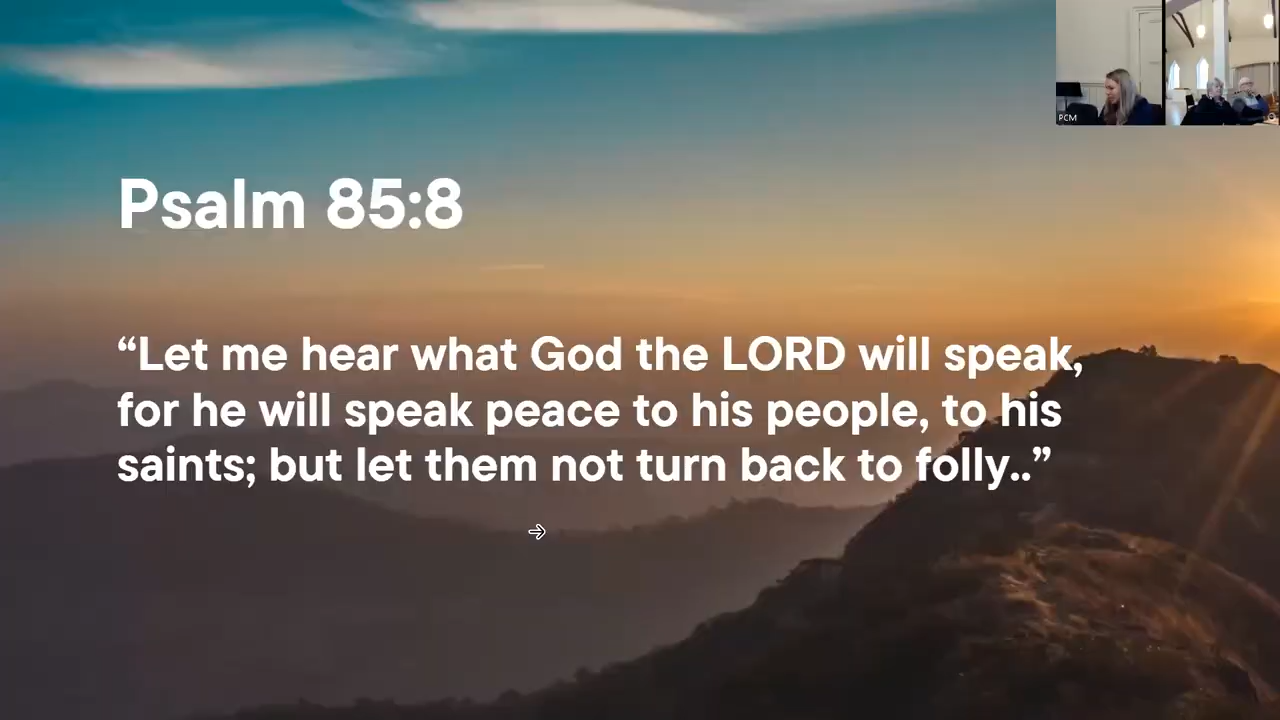 PCM
Psalm 85:8
“Let me hear what God the LORD will speak,
for he will speak peace to his people, to his
saints; but let them not turn back to folly..”